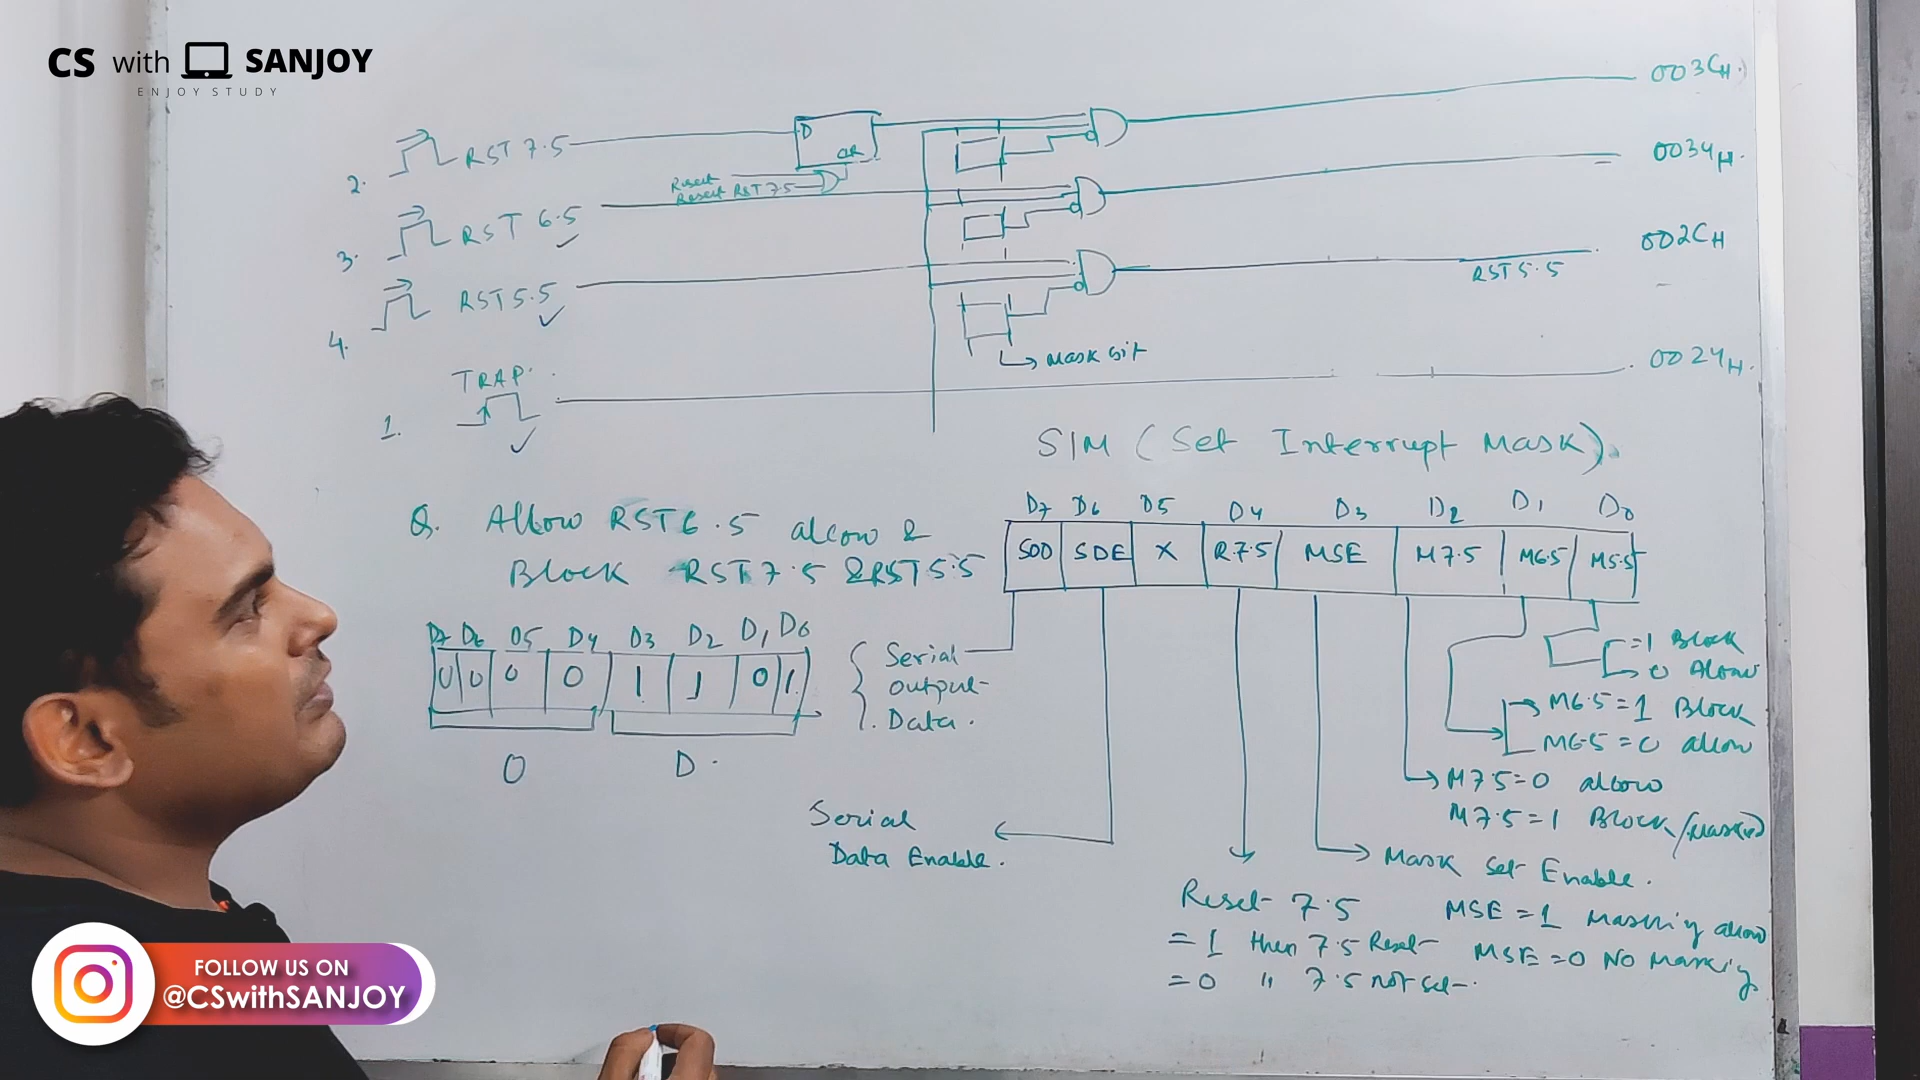 CS with SANJOY
ENJOY STUDY
2. RST 7.5
D
CLR
Reset
Reset RST 7.5
003CH.
3. RST 6.5
0034H.
4. RST 5.5
002CH
RST 5.5
Mask bit
TRAP
1.
0024H.
SIM (Set Interrupt Mask).
Q. Allow RST 6.5 allow &
Block RST 7.5 & RST 5.5
D7 D6 D5 D4 D3 D2 D1 D0
0 0 0 0 1 1 0 1
0 D.
D7 D6 D5 D4 D3 D2 D1 D0
SOD SDE X R7.5 MSE M7.5 M6.5 M5.5
Serial
output
Data.
Serial
Data Enable.
=1 Block
0 Allow
M6.5 = 1 Block
M6.5 = 0 allow
M7.5 = 0 allow
M7.5 = 1 Block/(Masked)
Mask Set Enable.
MSE = 1 Masking allow
MSE = 0 No Masking
Reset 7.5
= 1 then 7.5 Reset
= 0 " 7.5 not set.
FOLLOW US ON
@CSwithSANJOY